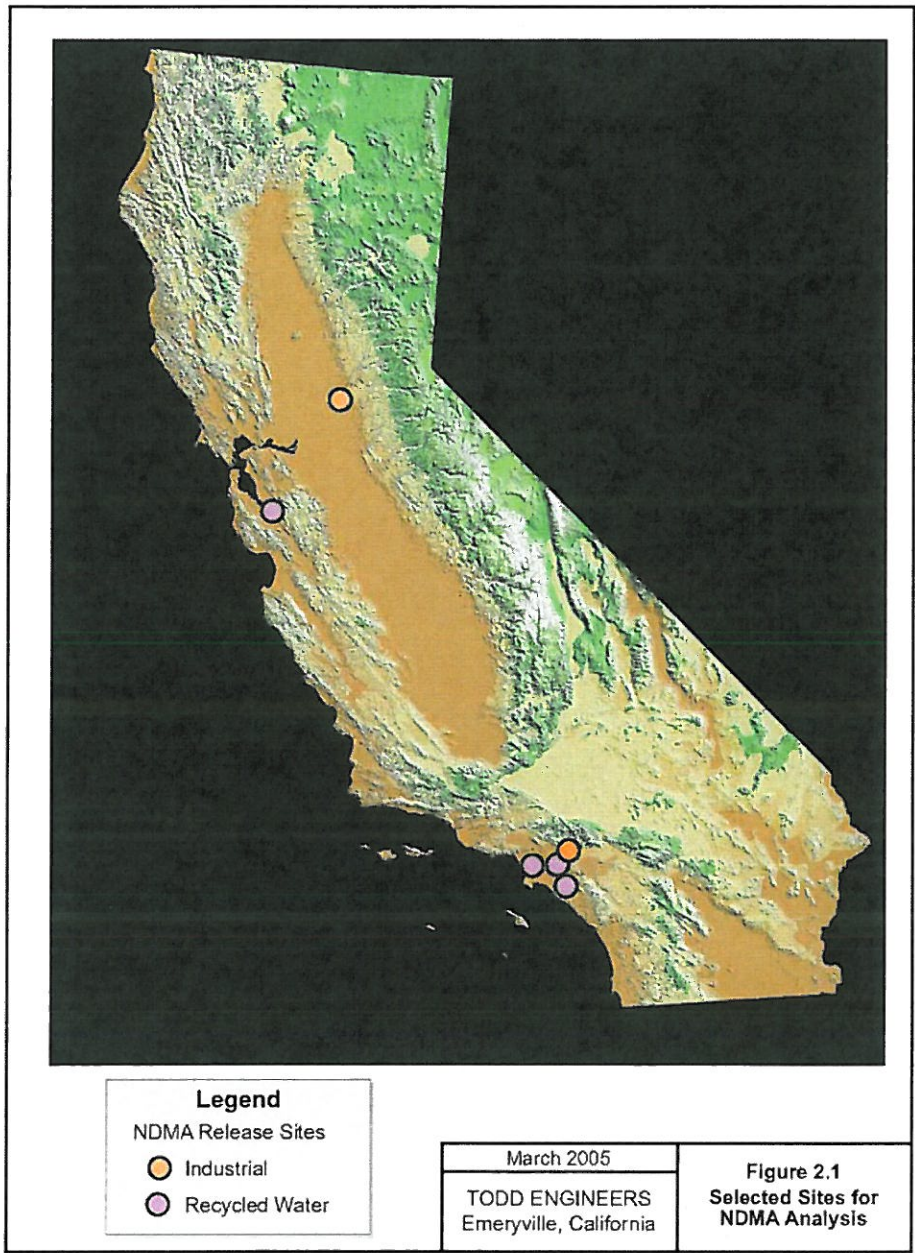 Legend
NDMA Release Sites
Industrial
Recycled Water
March 2005
TODD ENGINEERS
Emeryville, California
Figure 2.1
Selected Sites for
NDMA Analysis